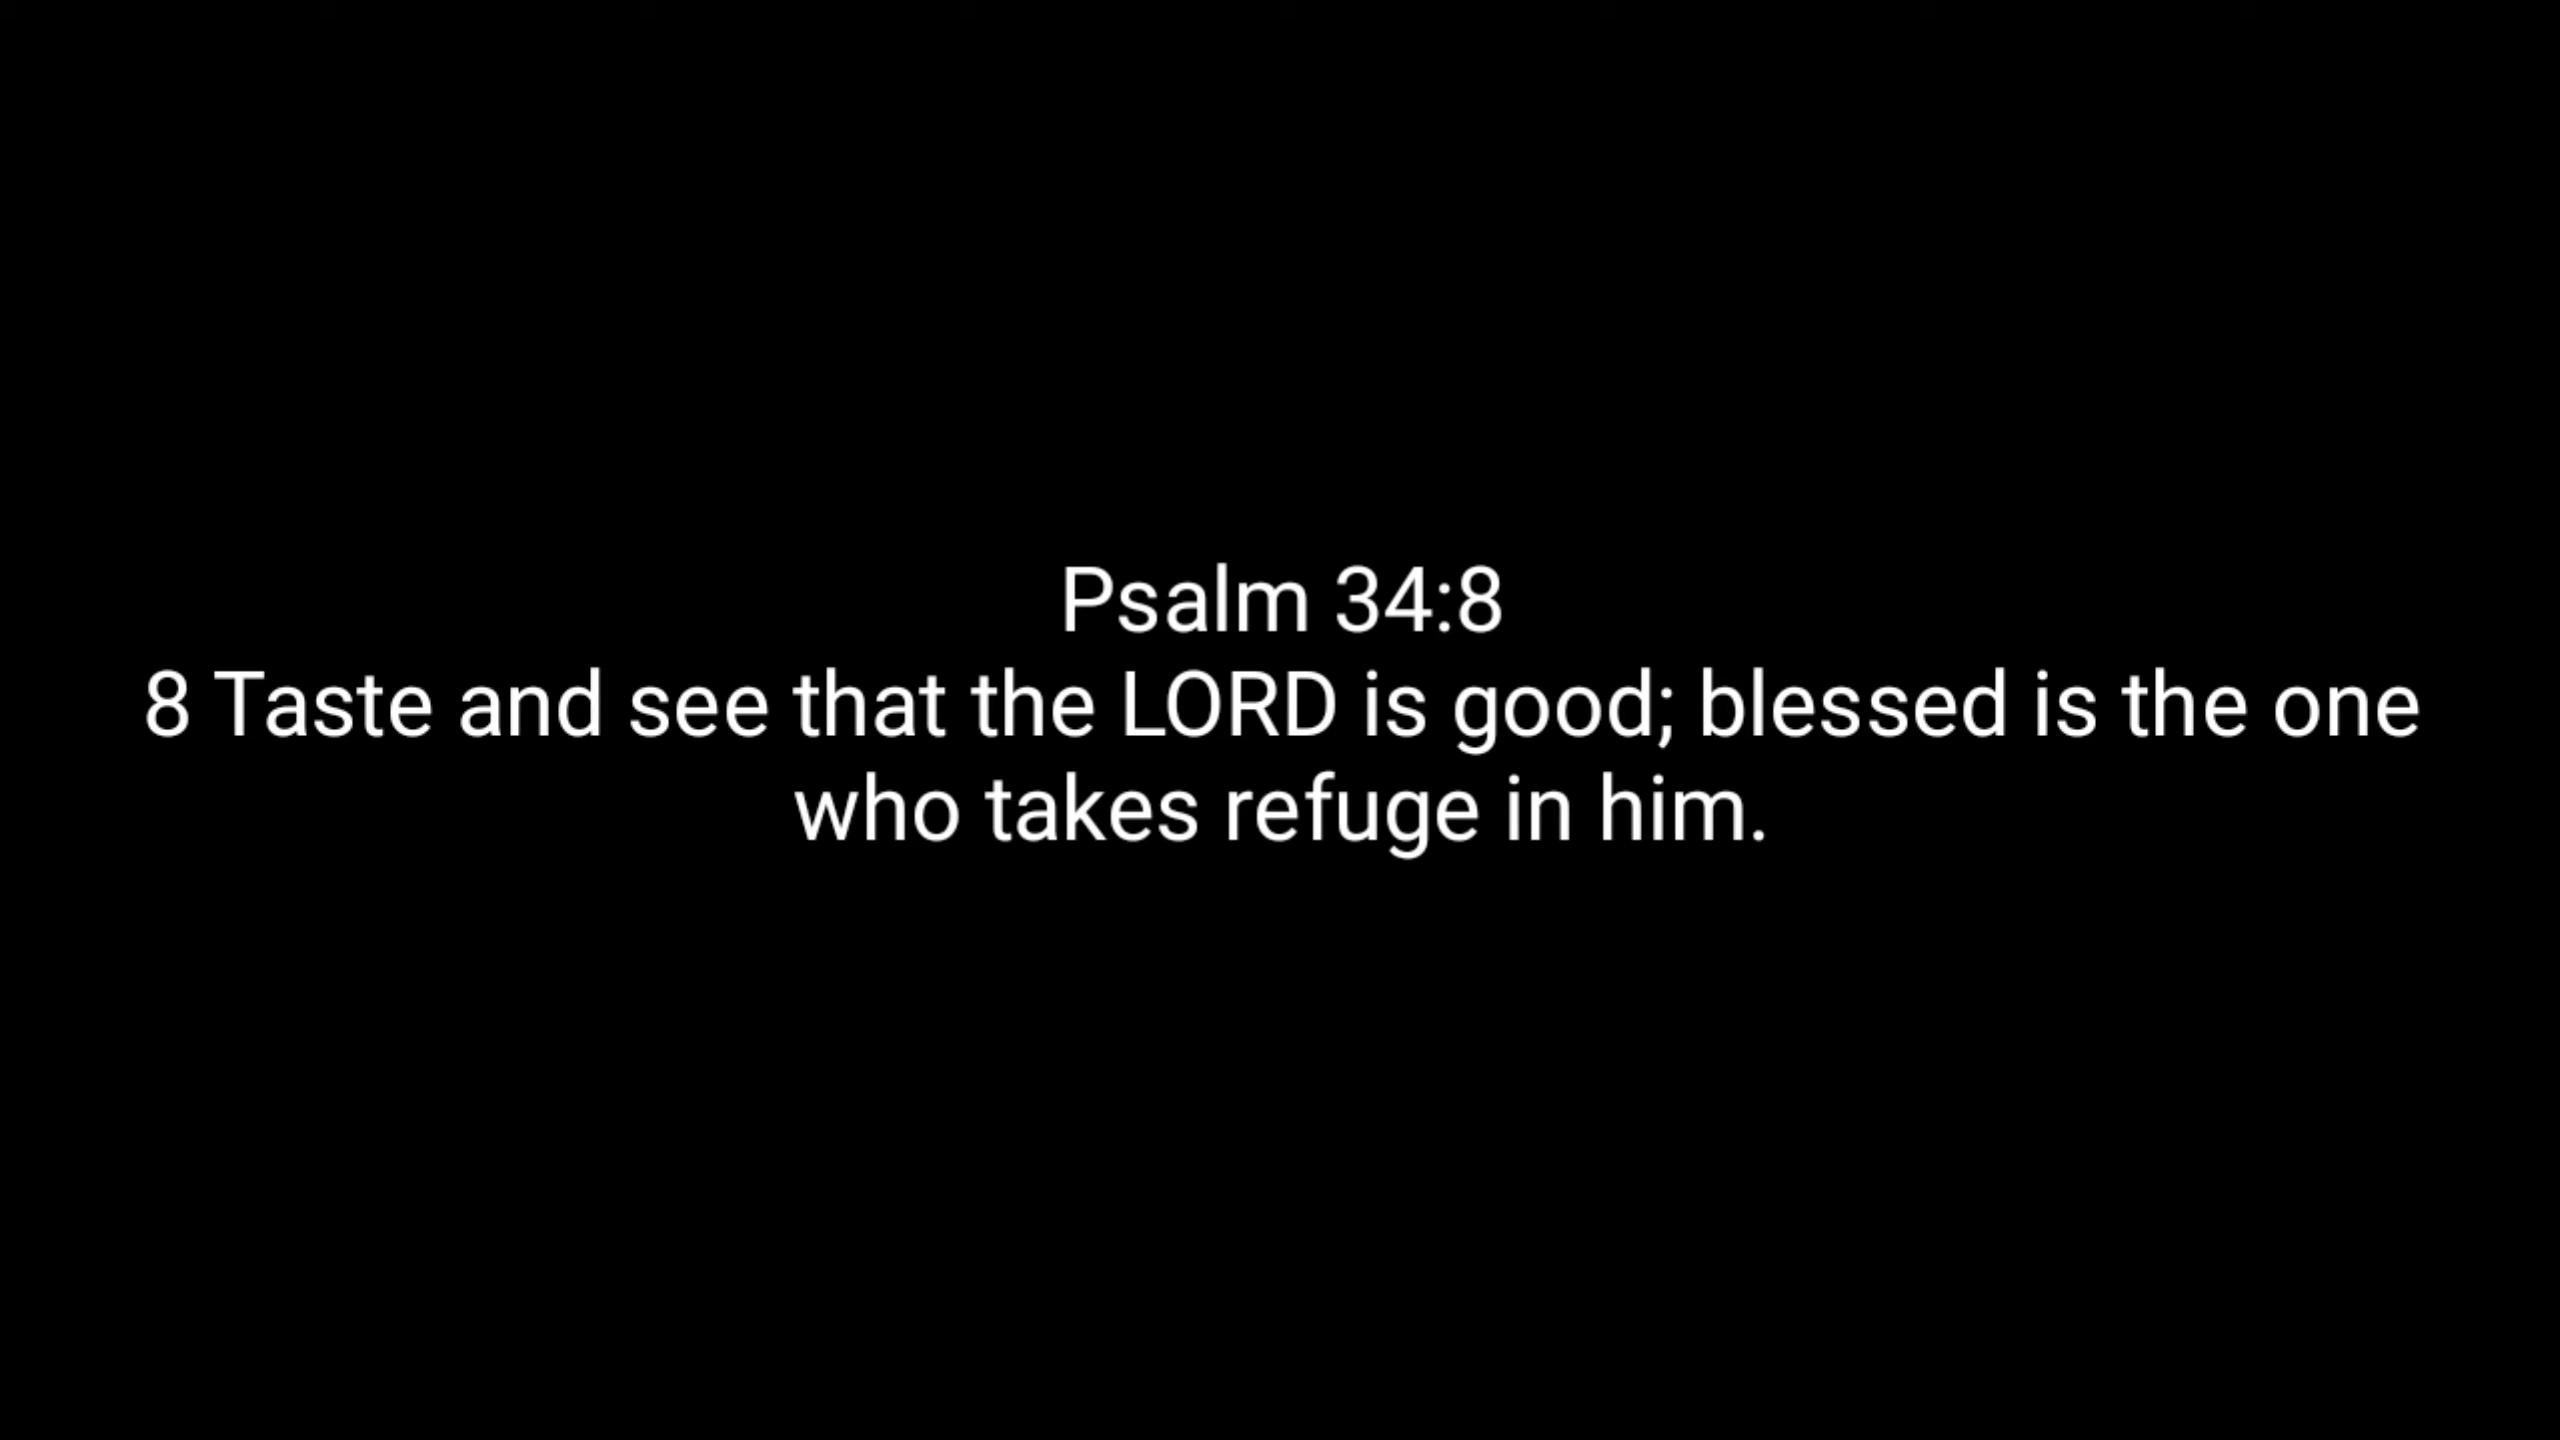 Psalm 34:8
8 Taste and see that the LORD is good; blessed is the one
who takes refuge in him.